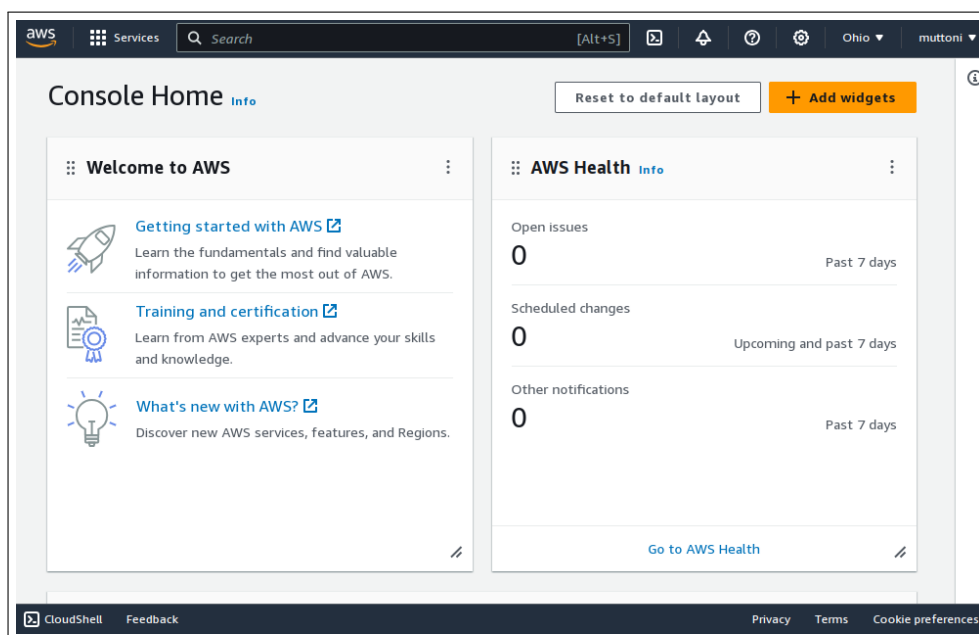 aws Services Search [Alt+S] Ohio muttoni
Console Home Info Reset to default layout + Add widgets
Welcome to AWS
Getting started with AWS
Learn the fundamentals and find valuable
information to get the most out of AWS.
Training and certification
Learn from AWS experts and advance your skills
and knowledge.
What's new with AWS?
Discover new AWS services, features, and Regions.
AWS Health Info
Open issues
0 Past 7 days
Scheduled changes
0 Upcoming and past 7 days
Other notifications
0 Past 7 days
Go to AWS Health
CloudShell Feedback Privacy Terms Cookie preferences